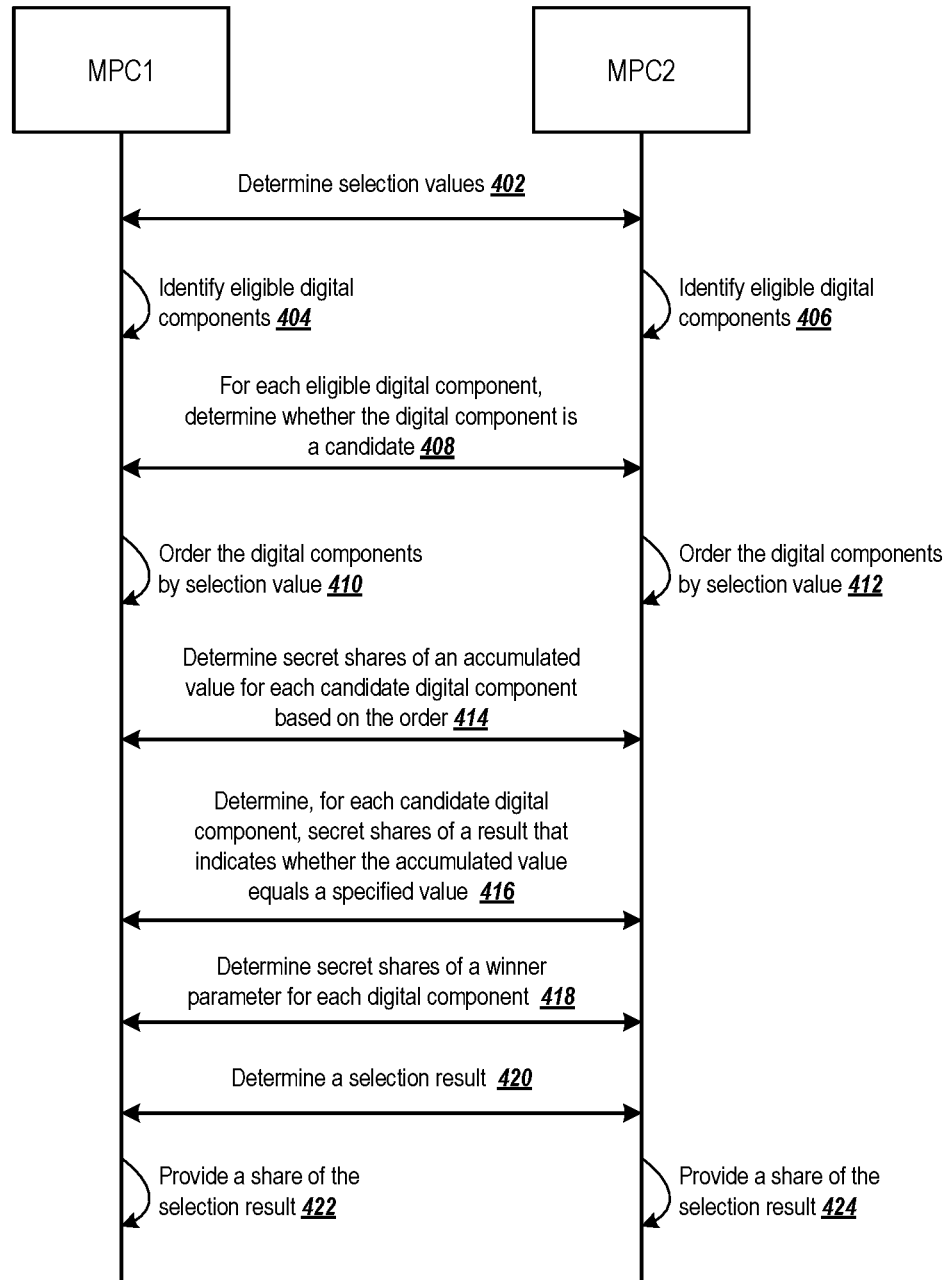 MPC1
MPC2
Determine selection values 402
Identify eligible digital
components 404
Identify eligible digital
components 406
For each eligible digital component,
determine whether the digital component is
a candidate 408
Order the digital components
by selection value 410
Order the digital components
by selection value 412
Determine secret shares of an accumulated
value for each candidate digital component
based on the order 414
Determine, for each candidate digital
component, secret shares of a result that
indicates whether the accumulated value
equals a specified value 416
Determine secret shares of a winner
parameter for each digital component 418
Determine a selection result 420
Provide a share of the
selection result 422
Provide a share of the
selection result 424